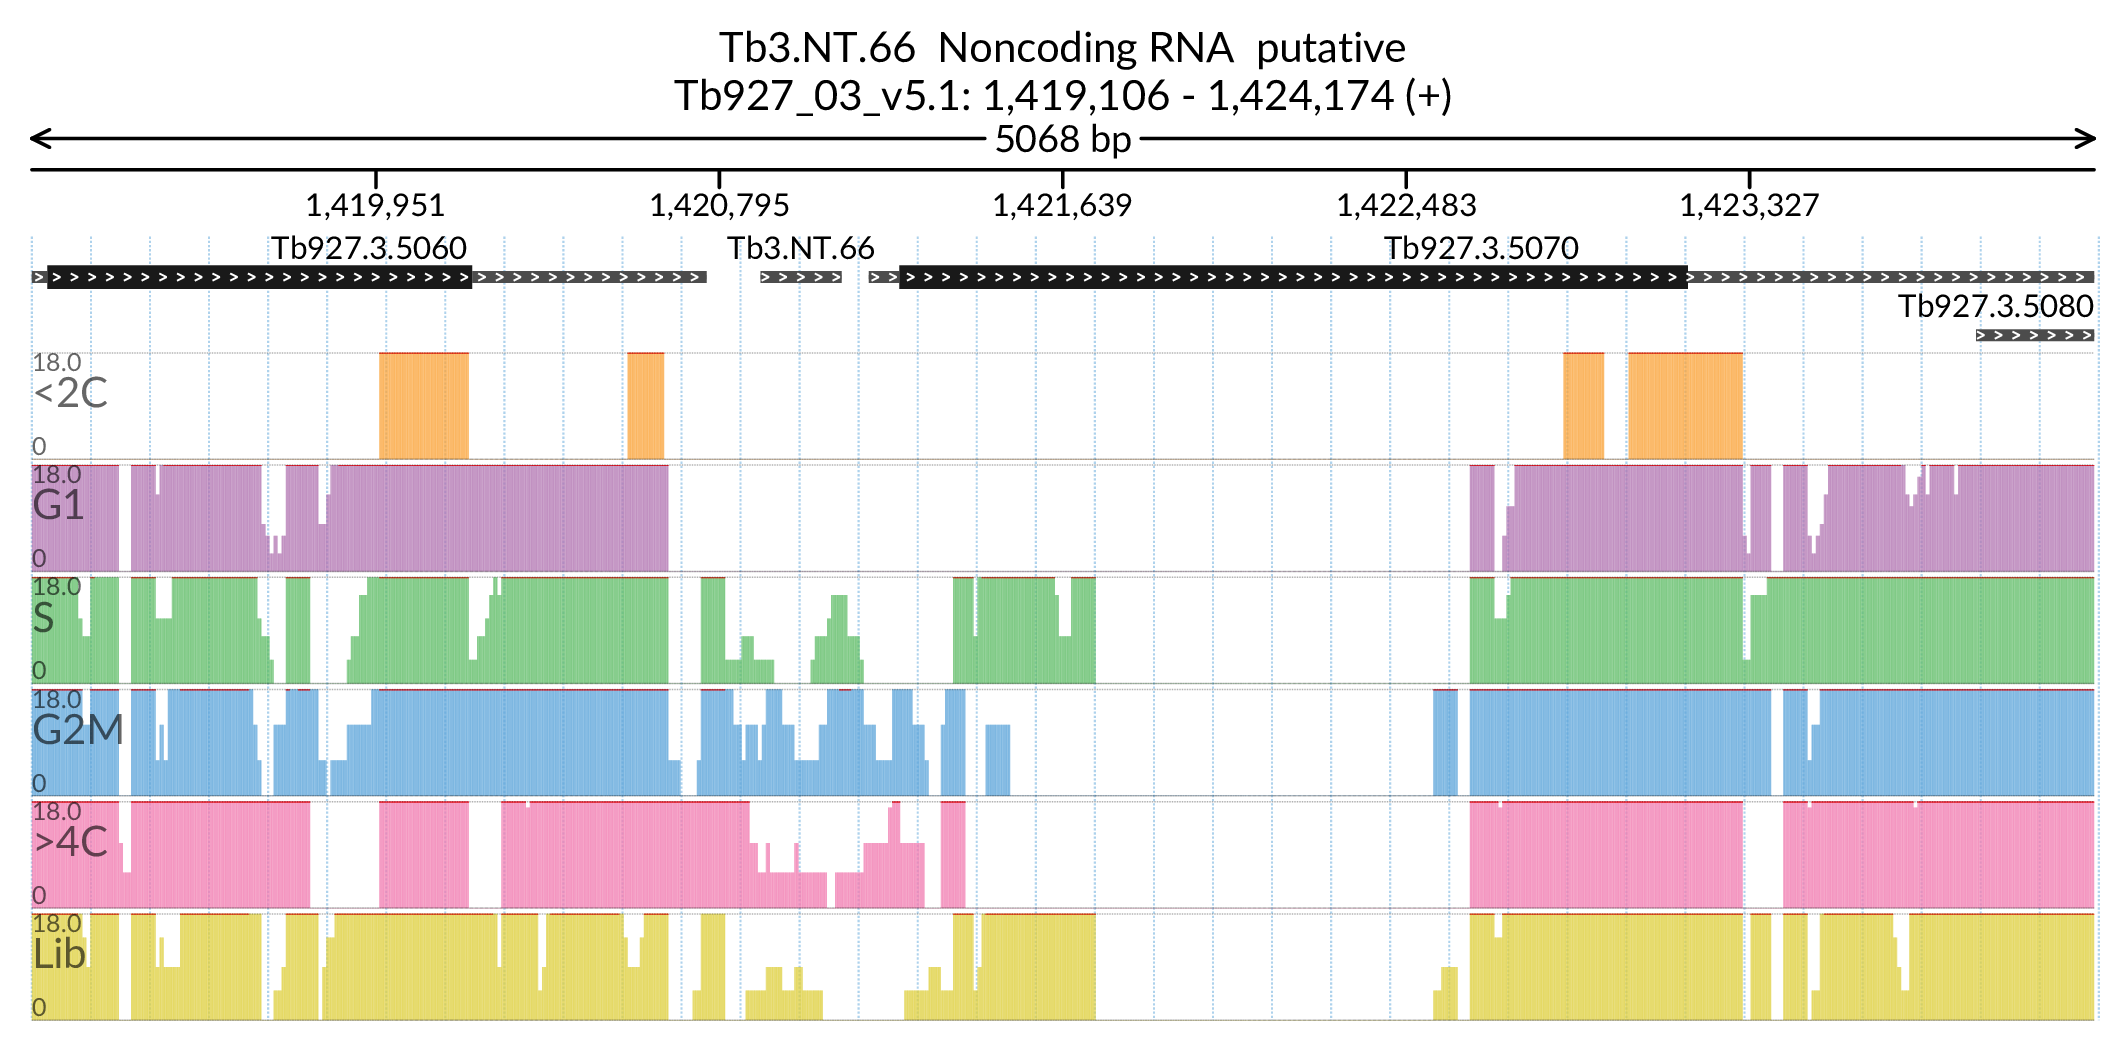 Tb3.NT.66 Noncoding RNA putative
Tb927_03_v5.1: 1,419,106 - 1,424,174 (+)
5068 bp
1,419,951 1,420,795 1,421,639 1,422,483 1,423,327
Tb927.3.5060 Tb3.NT.66 Tb927.3.5070
Tb927.3.5080
18.0
<2C
0
18.0
G1
0
18.0
S
0
18.0
G2M
0
18.0
>4C
0
18.0
Lib
0